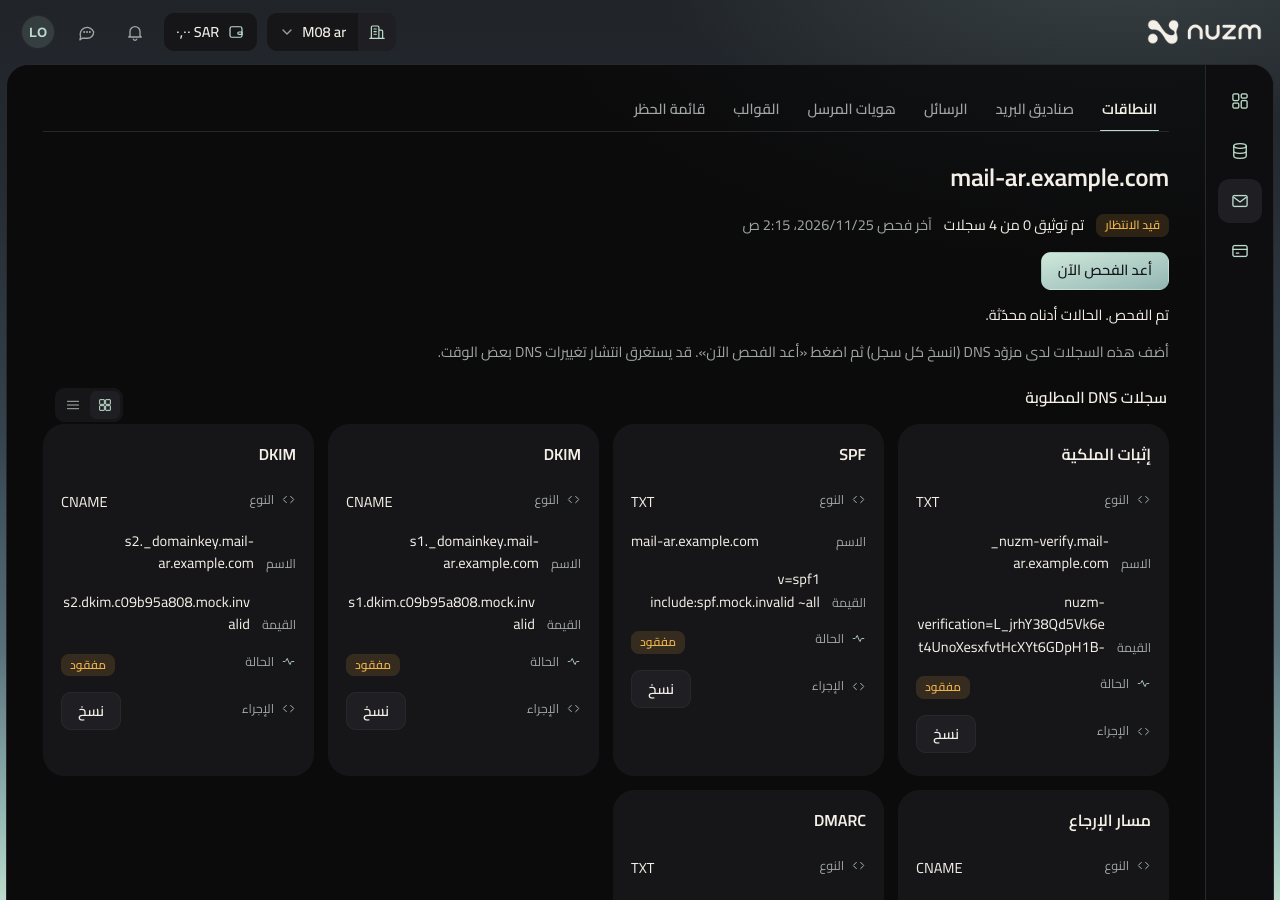 nuzm
M08 ar
٠,٠٠ SAR
LO
النطاقات
صناديق البريد
الرسائل
هويات المرسل
القوالب
قائمة الحظر
mail-ar.example.com
قيد الانتظار
تم توثيق 0 من 4 سجلات
آخر فحص 2026/11/25، 2:15 ص
أعد الفحص الآن
تم الفحص. الحالات أدناه محدّثة.
أضف هذه السجلات لدى مزوّد DNS (انسخ كل سجل) ثم اضغط «أعد الفحص الآن». قد يستغرق انتشار تغييرات DNS بعض الوقت.
سجلات DNS المطلوبة
إثبات الملكية
النوع
TXT
الاسم
_nuzm-verify.mail-
ar.example.com
القيمة
nuzm-
verification=L_jrhY38Qd5Vk6e
t4UnoXesxfvtHcXYt6GDpH1B-
الحالة
مفقود
الإجراء
نسخ
SPF
النوع
TXT
الاسم
mail-ar.example.com
القيمة
v=spf1
include:spf.mock.invalid ~all
الحالة
مفقود
الإجراء
نسخ
DKIM
النوع
CNAME
الاسم
s1._domainkey.mail-
ar.example.com
القيمة
s1.dkim.c09b95a808.mock.inv
alid
الحالة
مفقود
الإجراء
نسخ
DKIM
النوع
CNAME
الاسم
s2._domainkey.mail-
ar.example.com
القيمة
s2.dkim.c09b95a808.mock.inv
alid
الحالة
مفقود
الإجراء
نسخ
مسار الإرجاع
النوع
CNAME
DMARC
النوع
TXT